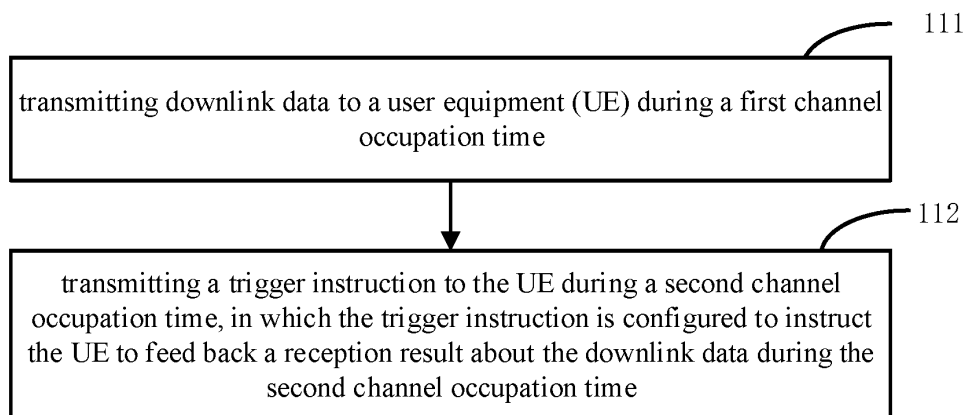 111
transmitting downlink data to a user equipment (UE) during a first channel
occupation time
112
transmitting a trigger instruction to the UE during a second channel
occupation time, in which the trigger instruction is configured to instruct
the UE to feed back a reception result about the downlink data during the
second channel occupation time